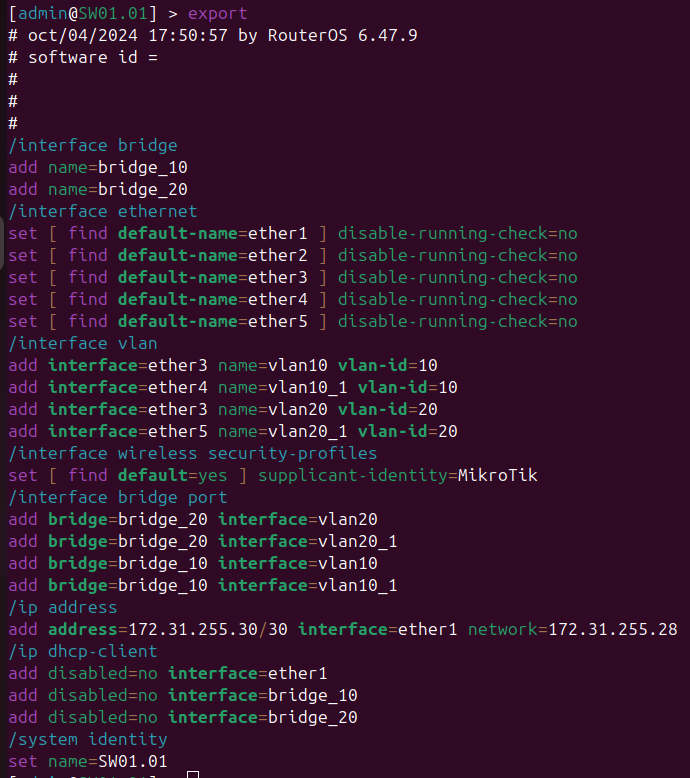 [admin@SW01.01] > export
# oct/04/2024 17:50:57 by RouterOS 6.47.9
# software id =
#
#
#
/interface bridge
add name=bridge_10
add name=bridge_20
/interface ethernet
set [ find default-name=ether1 ] disable-running-check=no
set [ find default-name=ether2 ] disable-running-check=no
set [ find default-name=ether3 ] disable-running-check=no
set [ find default-name=ether4 ] disable-running-check=no
set [ find default-name=ether5 ] disable-running-check=no
/interface vlan
add interface=ether3 name=vlan10 vlan-id=10
add interface=ether4 name=vlan10_1 vlan-id=10
add interface=ether3 name=vlan20 vlan-id=20
add interface=ether5 name=vlan20_1 vlan-id=20
/interface wireless security-profiles
set [ find default=yes ] supplicant-identity=MikroTik
/interface bridge port
add bridge=bridge_20 interface=vlan20
add bridge=bridge_20 interface=vlan20_1
add bridge=bridge_10 interface=vlan10
add bridge=bridge_10 interface=vlan10_1
/ip address
add address=172.31.255.30/30 interface=ether1 network=172.31.255.28
/ip dhcp-client
add disabled=no interface=ether1
add disabled=no interface=bridge_10
add disabled=no interface=bridge_20
/system identity
set name=SW01.01